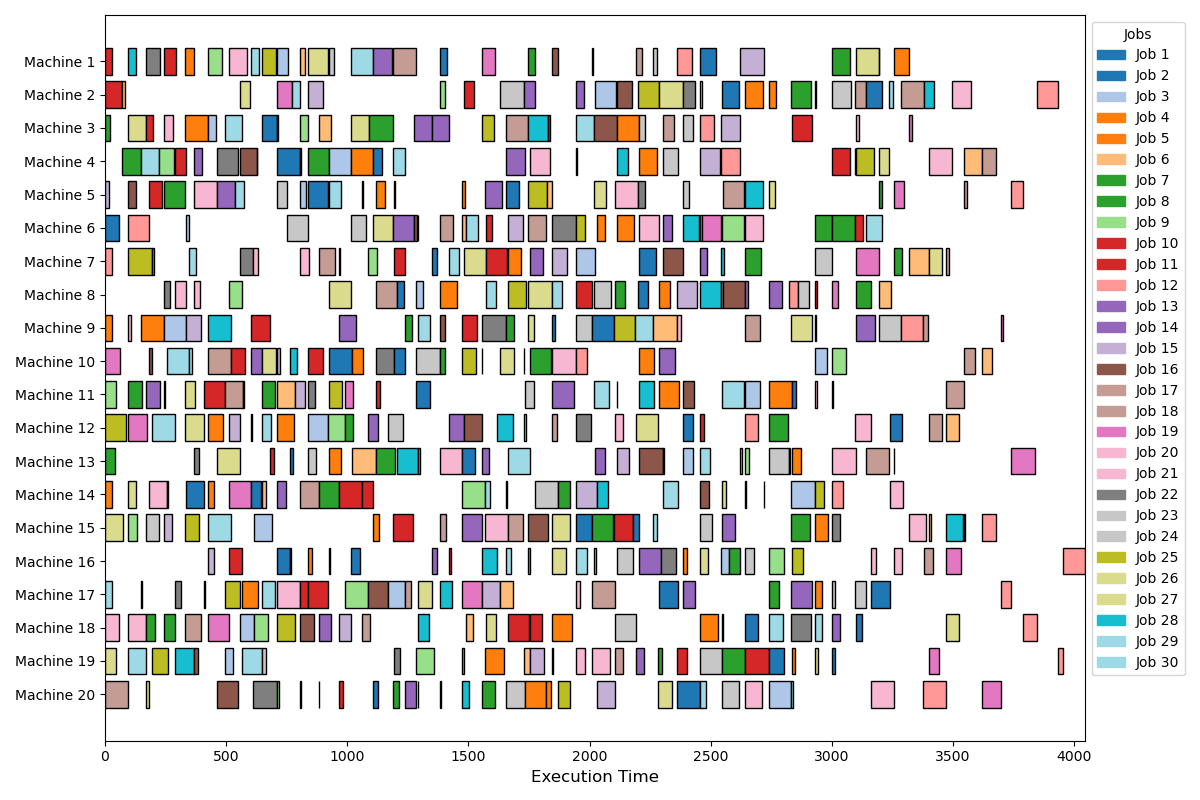 Machine 1
Machine 2
Machine 3
Machine 4
Machine 5
Machine 6
Machine 7
Machine 8
Machine 9
Machine 10
Machine 11
Machine 12
Machine 13
Machine 14
Machine 15
Machine 16
Machine 17
Machine 18
Machine 19
Machine 20
0 500 1000 1500 2000 2500 3000 3500 4000
Execution Time
Jobs
Job 1
Job 2
Job 3
Job 4
Job 5
Job 6
Job 7
Job 8
Job 9
Job 10
Job 11
Job 12
Job 13
Job 14
Job 15
Job 16
Job 17
Job 18
Job 19
Job 20
Job 21
Job 22
Job 23
Job 24
Job 25
Job 26
Job 27
Job 28
Job 29
Job 30